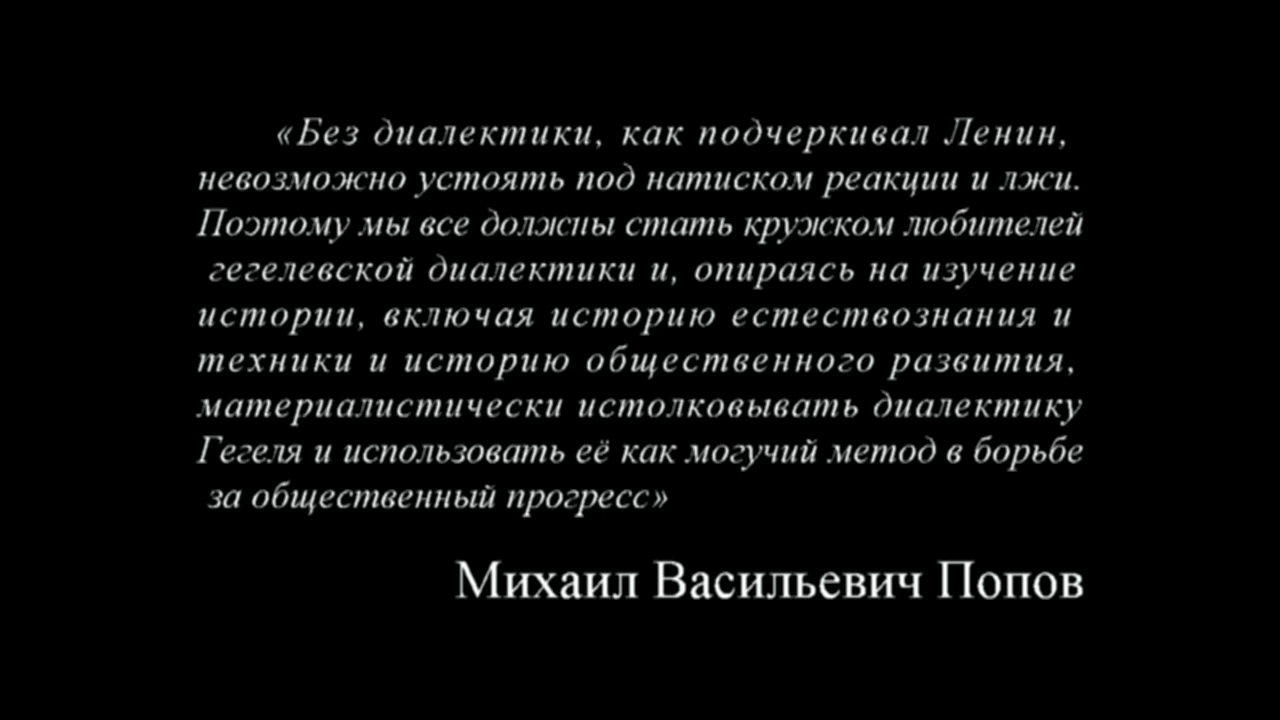 «Без диалектики, как подчеркивал Ленин,
невозможно устоять под натиском реакции и лжи.
Поэтому мы все должны стать кружком любителей
гегелевской диалектики и, опираясь на изучение
истории, включая историю естествознания и
техники и историю общественного развития,
материалистически истолковывать диалектику
Гегеля и использовать её как могучий метод в борьбе
за общественный прогресс»
Михаил Васильевич Попов